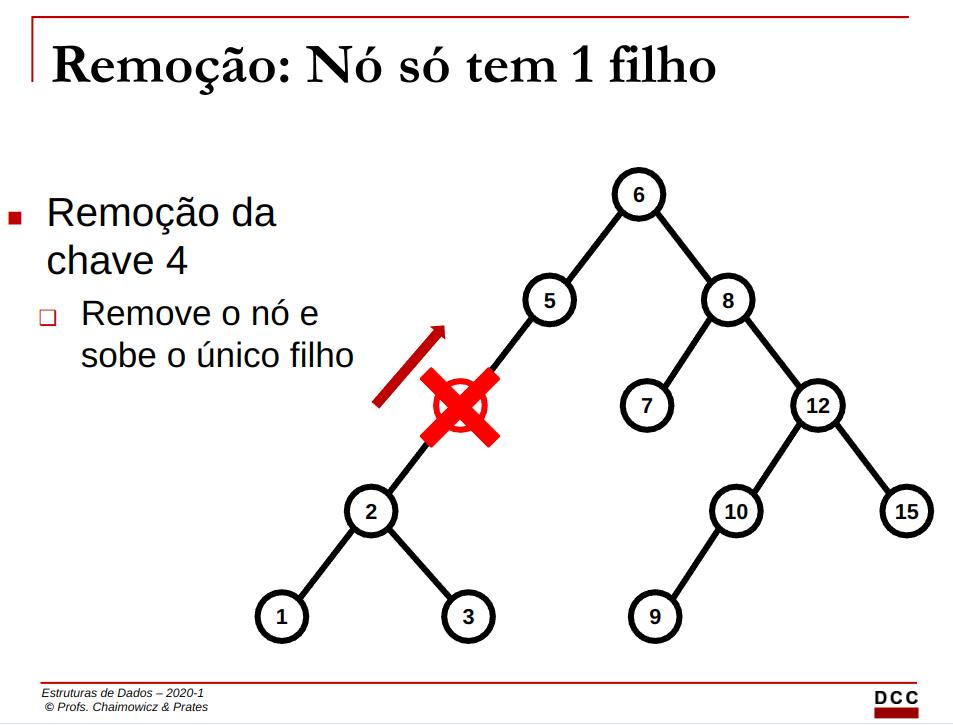 Remoção: Nó só tem 1 filho
■ Remoção da
chave 4
❑ Remove o nó e
sobe o único filho
6
5
8
7
12
2
10
15
1
3
9
Estruturas de Dados – 2020-1
© Profs. Chaimowicz & Prates
DCC